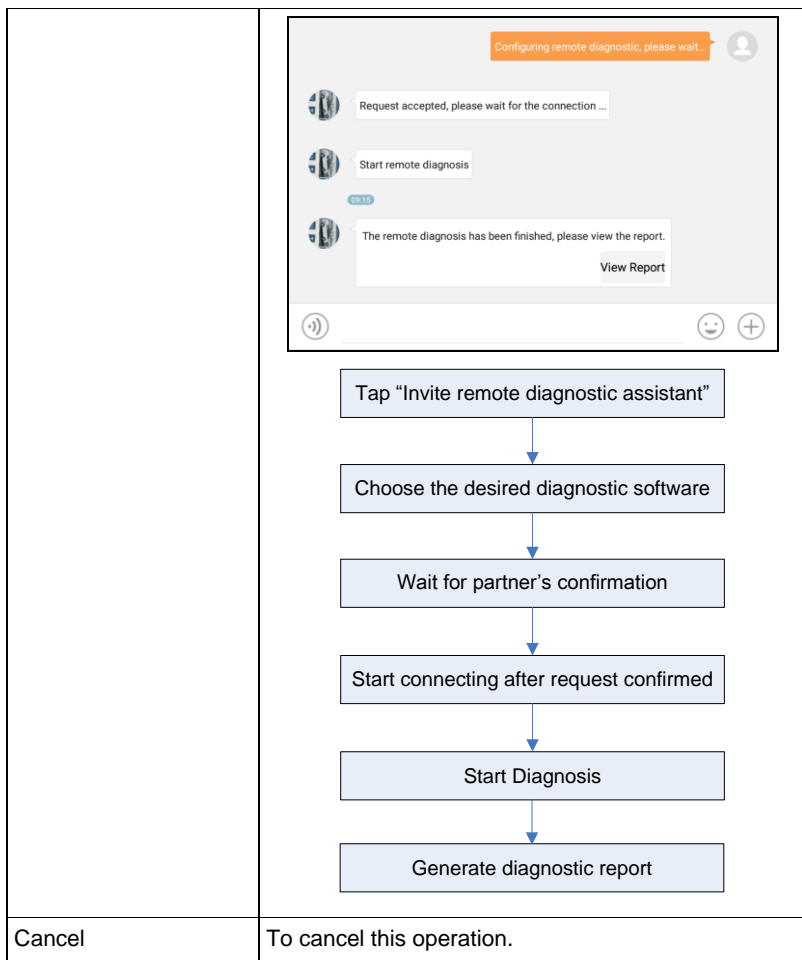 Configuring remote diagnostic, please wait...
Request accepted, please wait for the connection ...
Start remote diagnosis
09:15
The remote diagnosis has been finished, please view the report.
View Report
Tap “Invite remote diagnostic assistant”
Choose the desired diagnostic software
Wait for partner’s confirmation
Start connecting after request confirmed
Start Diagnosis
Generate diagnostic report
Cancel
To cancel this operation.